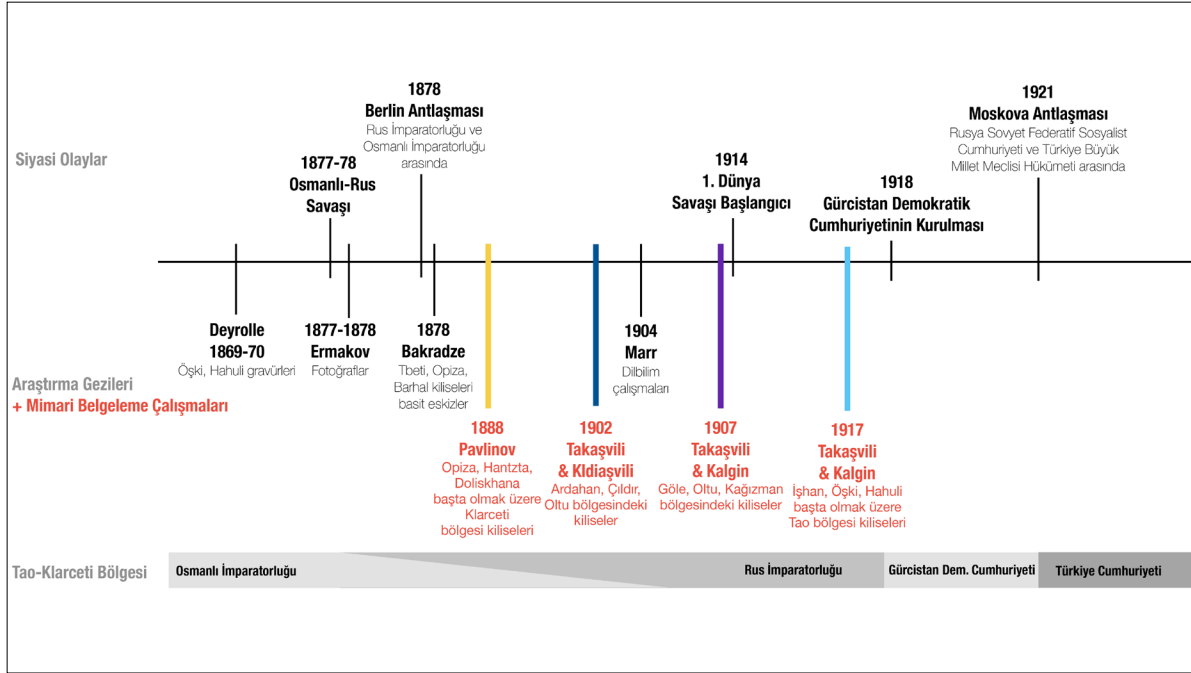 Siyasi Olaylar
1877-78
Osmanlı-Rus
Savaşı
1878
Berlin Antlaşması
Rus İmparatorluğu ve
Osmanlı İmparatorluğu
arasında
1914
1. Dünya
Savaşı Başlangıcı
1918
Gürcistan Demokratik
Cumhuriyetinin Kurulması
1921
Moskova Antlaşması
Rusya Sovyet Federatif Sosyalist
Cumhuriyeti ve Türkiye Büyük
Millet Meclisi Hükümeti arasında
Araştırma Gezileri
+ Mimari Belgeleme Çalışmaları
Deyrolle
1869-70
Öşki, Hahuli gravürleri
1877-1878
Ermakov
Fotoğraflar
1878
Bakradze
Tbeti, Opiza,
Barhal kiliseleri
basit eskizler
1888
Pavlinov
Opiza, Hantzta,
Doliskhana
başta olmak üzere
Klarceti
bölgesi kiliseleri
1902
Takaşvili
& Kldiaşvili
Ardahan, Çıldır,
Oltu bölgesindeki
kiliseler
1904
Marr
Dilbilim
çalışmaları
1907
Takaşvili
& Kalgin
Göle, Oltu, Kağızman
bölgesindeki kiliseler
1917
Takaşvili
& Kalgin
İşhan, Öşki, Hahuli
başta olmak üzere
Tao bölgesi kiliseleri
Tao-Klarceti Bölgesi
Osmanlı İmparatorluğu
Rus İmparatorluğu
Gürcistan Dem. Cumhuriyeti
Türkiye Cumhuriyeti